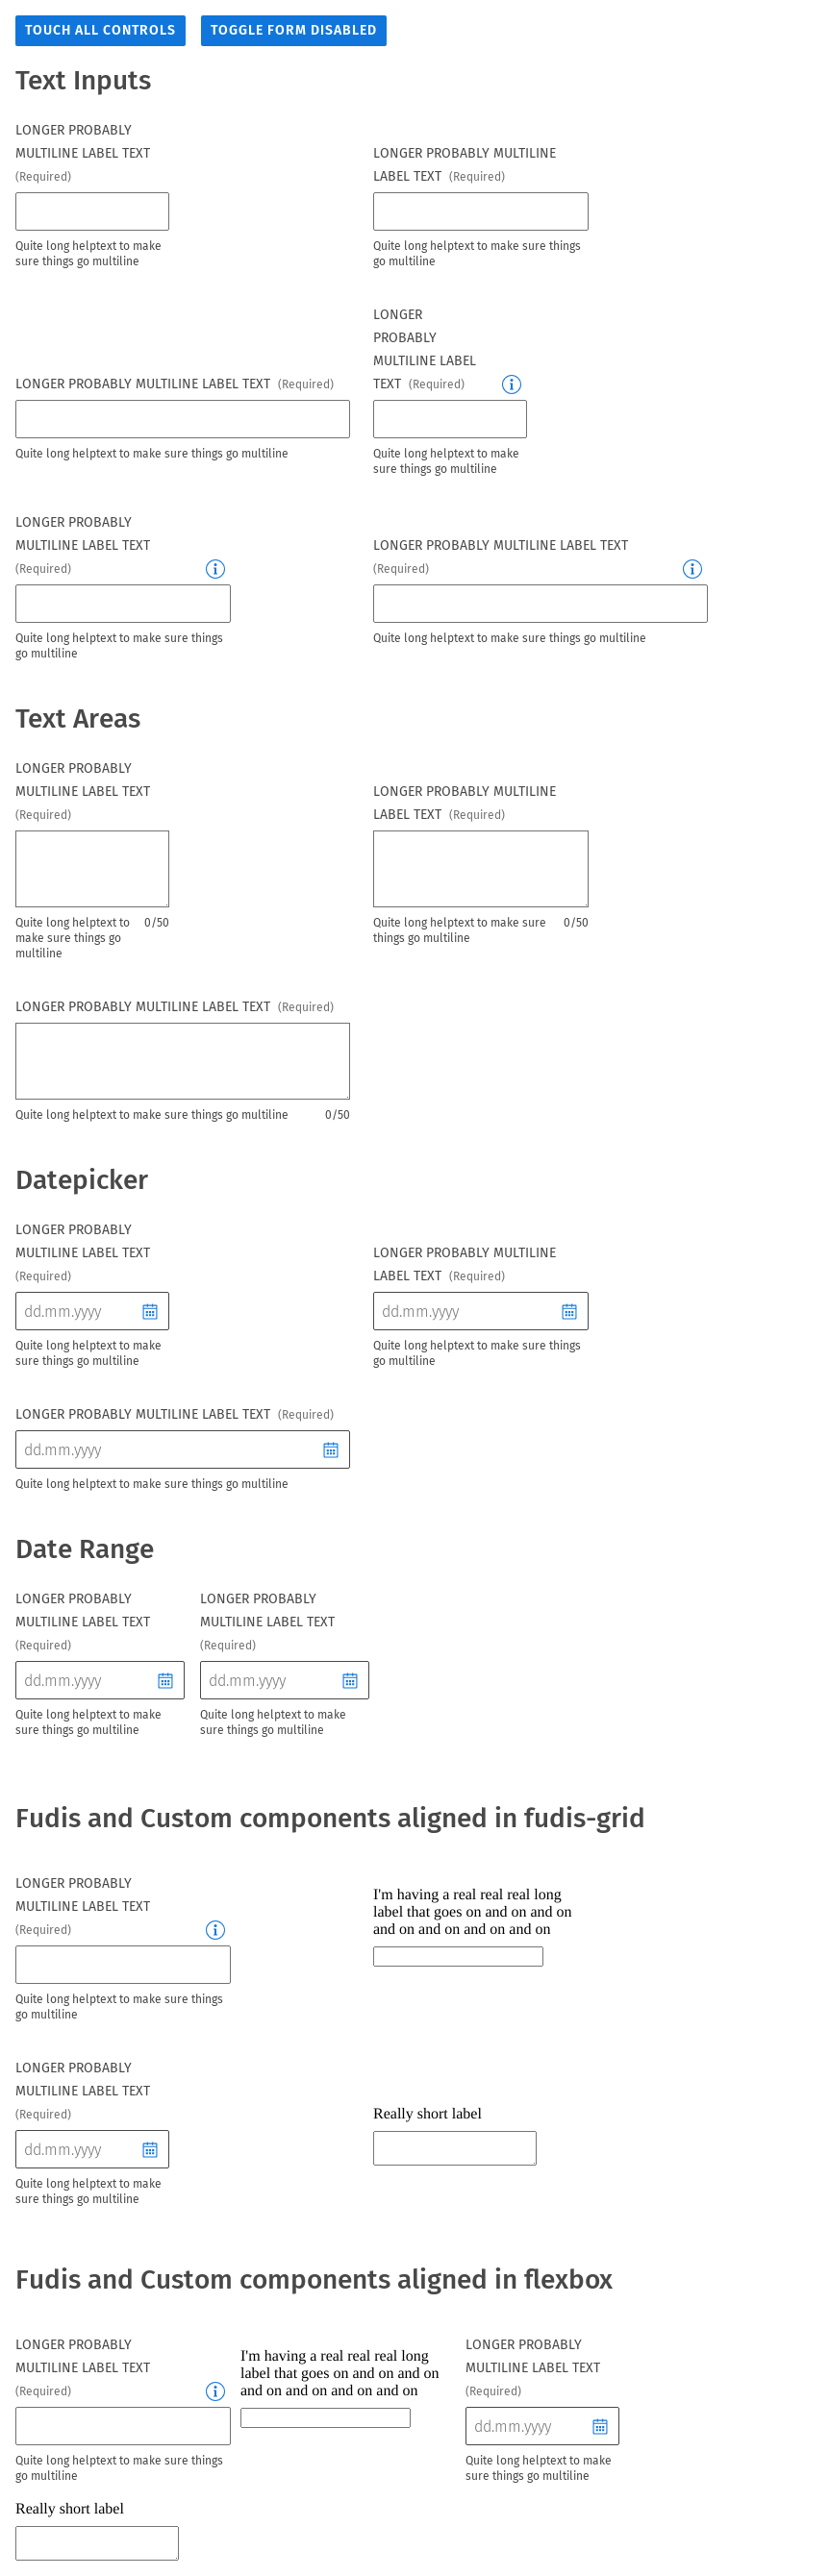 TOUCH ALL CONTROLS
TOGGLE FORM DISABLED
Text Inputs
LONGER PROBABLY
MULTILINE LABEL TEXT
(Required)
Quite long helptext to make
sure things go multiline
LONGER PROBABLY MULTILINE
LABEL TEXT (Required)
Quite long helptext to make sure things
go multiline
LONGER PROBABLY MULTILINE LABEL TEXT (Required)
Quite long helptext to make sure things go multiline
LONGER
PROBABLY
MULTILINE LABEL
TEXT (Required)
Quite long helptext to make
sure things go multiline
LONGER PROBABLY
MULTILINE LABEL TEXT
(Required)
Quite long helptext to make sure things
go multiline
LONGER PROBABLY MULTILINE LABEL TEXT
(Required)
Quite long helptext to make sure things go multiline
Text Areas
LONGER PROBABLY
MULTILINE LABEL TEXT
(Required)
Quite long helptext to 0/50
make sure things go
multiline
LONGER PROBABLY MULTILINE
LABEL TEXT (Required)
Quite long helptext to make sure 0/50
things go multiline
LONGER PROBABLY MULTILINE LABEL TEXT (Required)
Quite long helptext to make sure things go multiline 0/50
Datepicker
LONGER PROBABLY
MULTILINE LABEL TEXT
(Required)
dd.mm.yyyy
Quite long helptext to make
sure things go multiline
LONGER PROBABLY MULTILINE
LABEL TEXT (Required)
dd.mm.yyyy
Quite long helptext to make sure things
go multiline
LONGER PROBABLY MULTILINE LABEL TEXT (Required)
dd.mm.yyyy
Quite long helptext to make sure things go multiline
Date Range
LONGER PROBABLY
MULTILINE LABEL TEXT
(Required)
dd.mm.yyyy
Quite long helptext to make
sure things go multiline
LONGER PROBABLY
MULTILINE LABEL TEXT
(Required)
dd.mm.yyyy
Quite long helptext to make
sure things go multiline
Fudis and Custom components aligned in fudis-grid
LONGER PROBABLY
MULTILINE LABEL TEXT
(Required)
Quite long helptext to make sure things
go multiline
I'm having a real real real long
label that goes on and on and on
and on and on and on and on
LONGER PROBABLY
MULTILINE LABEL TEXT
(Required)
dd.mm.yyyy
Quite long helptext to make
sure things go multiline
Really short label
Fudis and Custom components aligned in flexbox
LONGER PROBABLY
MULTILINE LABEL TEXT
(Required)
Quite long helptext to make sure things
go multiline
I'm having a real real real long
label that goes on and on and on
and on and on and on and on
LONGER PROBABLY
MULTILINE LABEL TEXT
(Required)
dd.mm.yyyy
Quite long helptext to make
sure things go multiline
Really short label